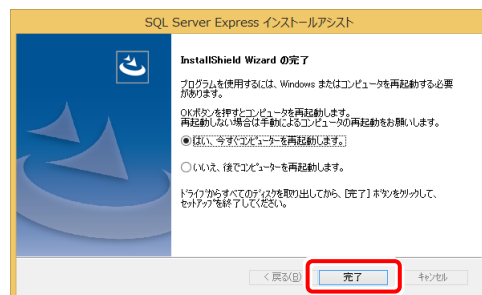 SQL Server Express インストールアシスト
InstallShield Wizard の完了
プログラムを使用するには、Windows またはコンピュータを再起動する必要
があります。
OKボタンを押すとコンピュータを再起動します。
再起動しない場合は手動によるコンピュータの再起動をお願いします。
はい、今すぐコンピューターを再起動します。
いいえ、後でコンピューターを再起動します。
ドライブからすべてのディスクを取り出してから、[完了] ボタンをクリックして、
セットアップを終了してください。
< 戻る(B)
完了
キャンセル